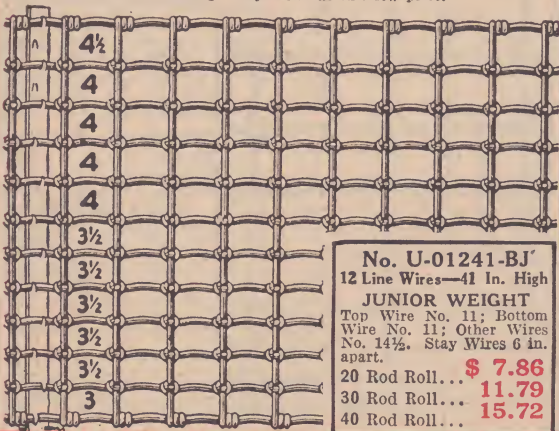 4½
4
4
4
4
3½
3½
3½
3½
3½
3
No. U-01241-BJ
12 Line Wires—41 In. High
JUNIOR WEIGHT
Top Wire No. 11; Bottom
Wire No. 11; Other Wires
No. 14½. Stay Wires 6 in.
apart.
20 Rod Roll... $ 7.86
30 Rod Roll... 11.79
40 Rod Roll... 15.72